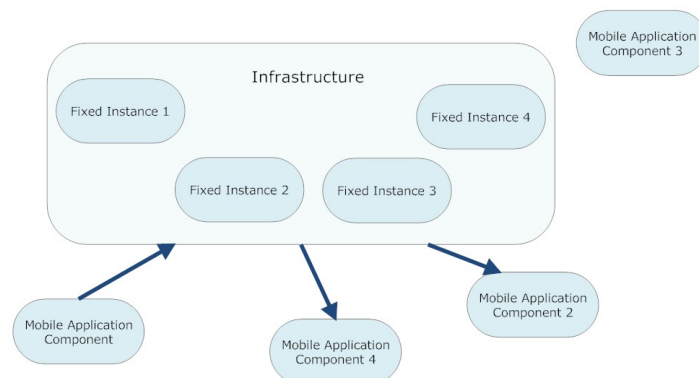 Mobile Application
Component 3
Infrastructure
Fixed Instance 1
Fixed Instance 4
Fixed Instance 2
Fixed Instance 3
Mobile Application
Component 2
Mobile Application
Component
Mobile Application
Component 4